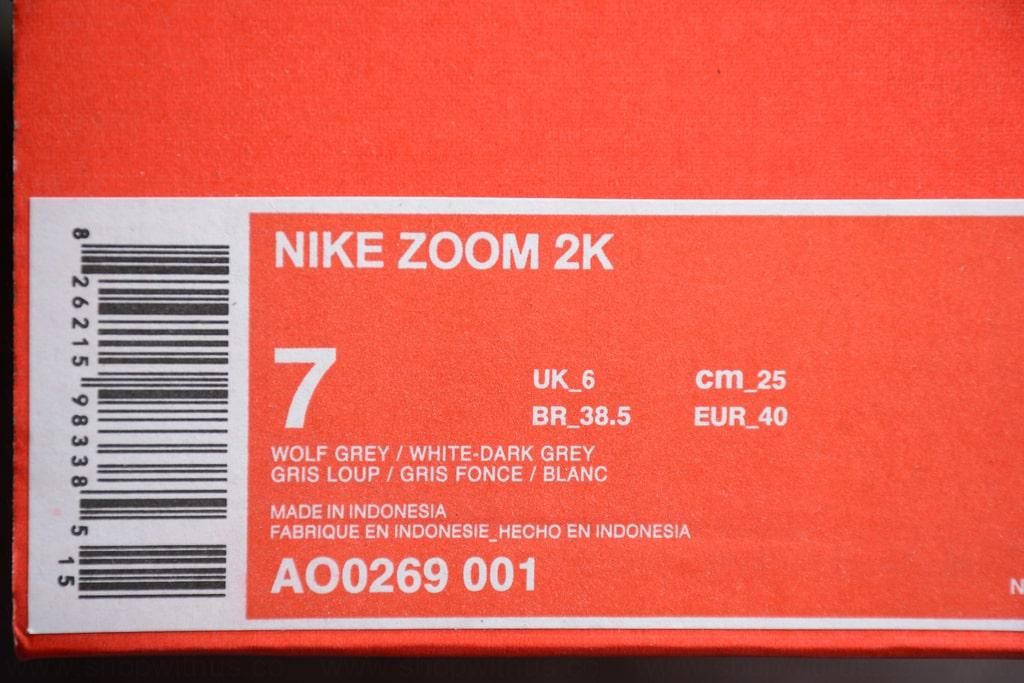 8 26215 98338 5
15
NIKE ZOOM 2K
7
UK_6 cm_25
BR_38.5 EUR_40
WOLF GREY / WHITE-DARK GREY
GRIS LOUP / GRIS FONCE / BLANC
MADE IN INDONESIA
FABRIQUE EN INDONESIE_HECHO EN INDONESIA
AO0269 001
N